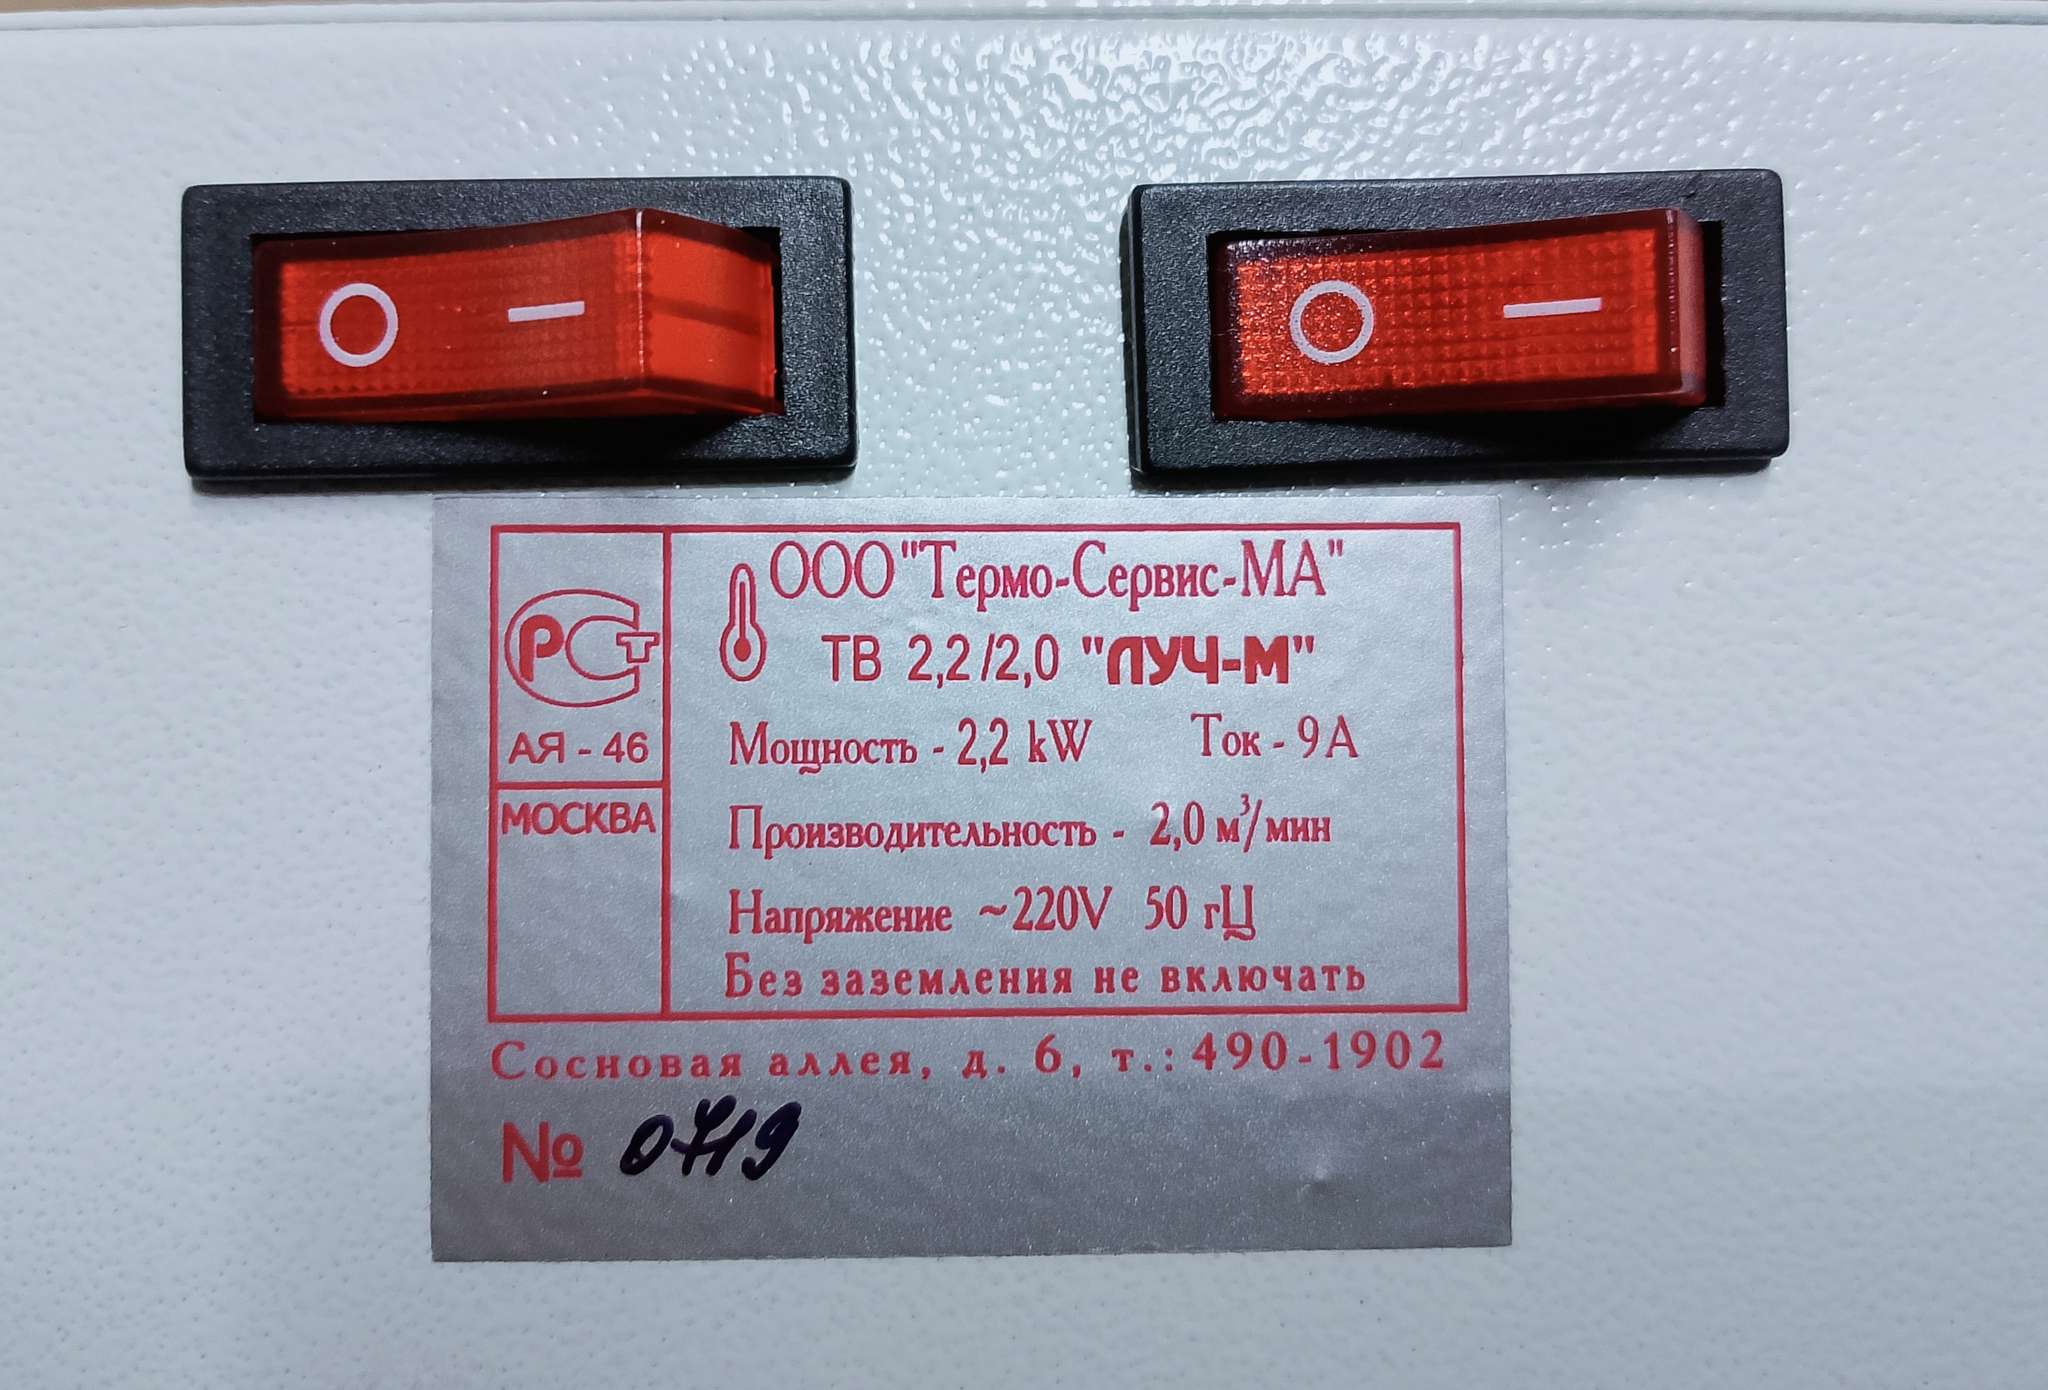 О — О —
РСТ
АЯ - 46
МОСКВА
ООО "Термо-Сервис-МА"
ТВ 2,2/2,0 "ЛУЧ-М"
Мощность - 2,2 kW Ток - 9А
Производительность - 2,0 м³/мин
Напряжение ~220V 50 гЦ
Без заземления не включать
Сосновая аллея, д. 6, т.: 490-1902
№ 0719